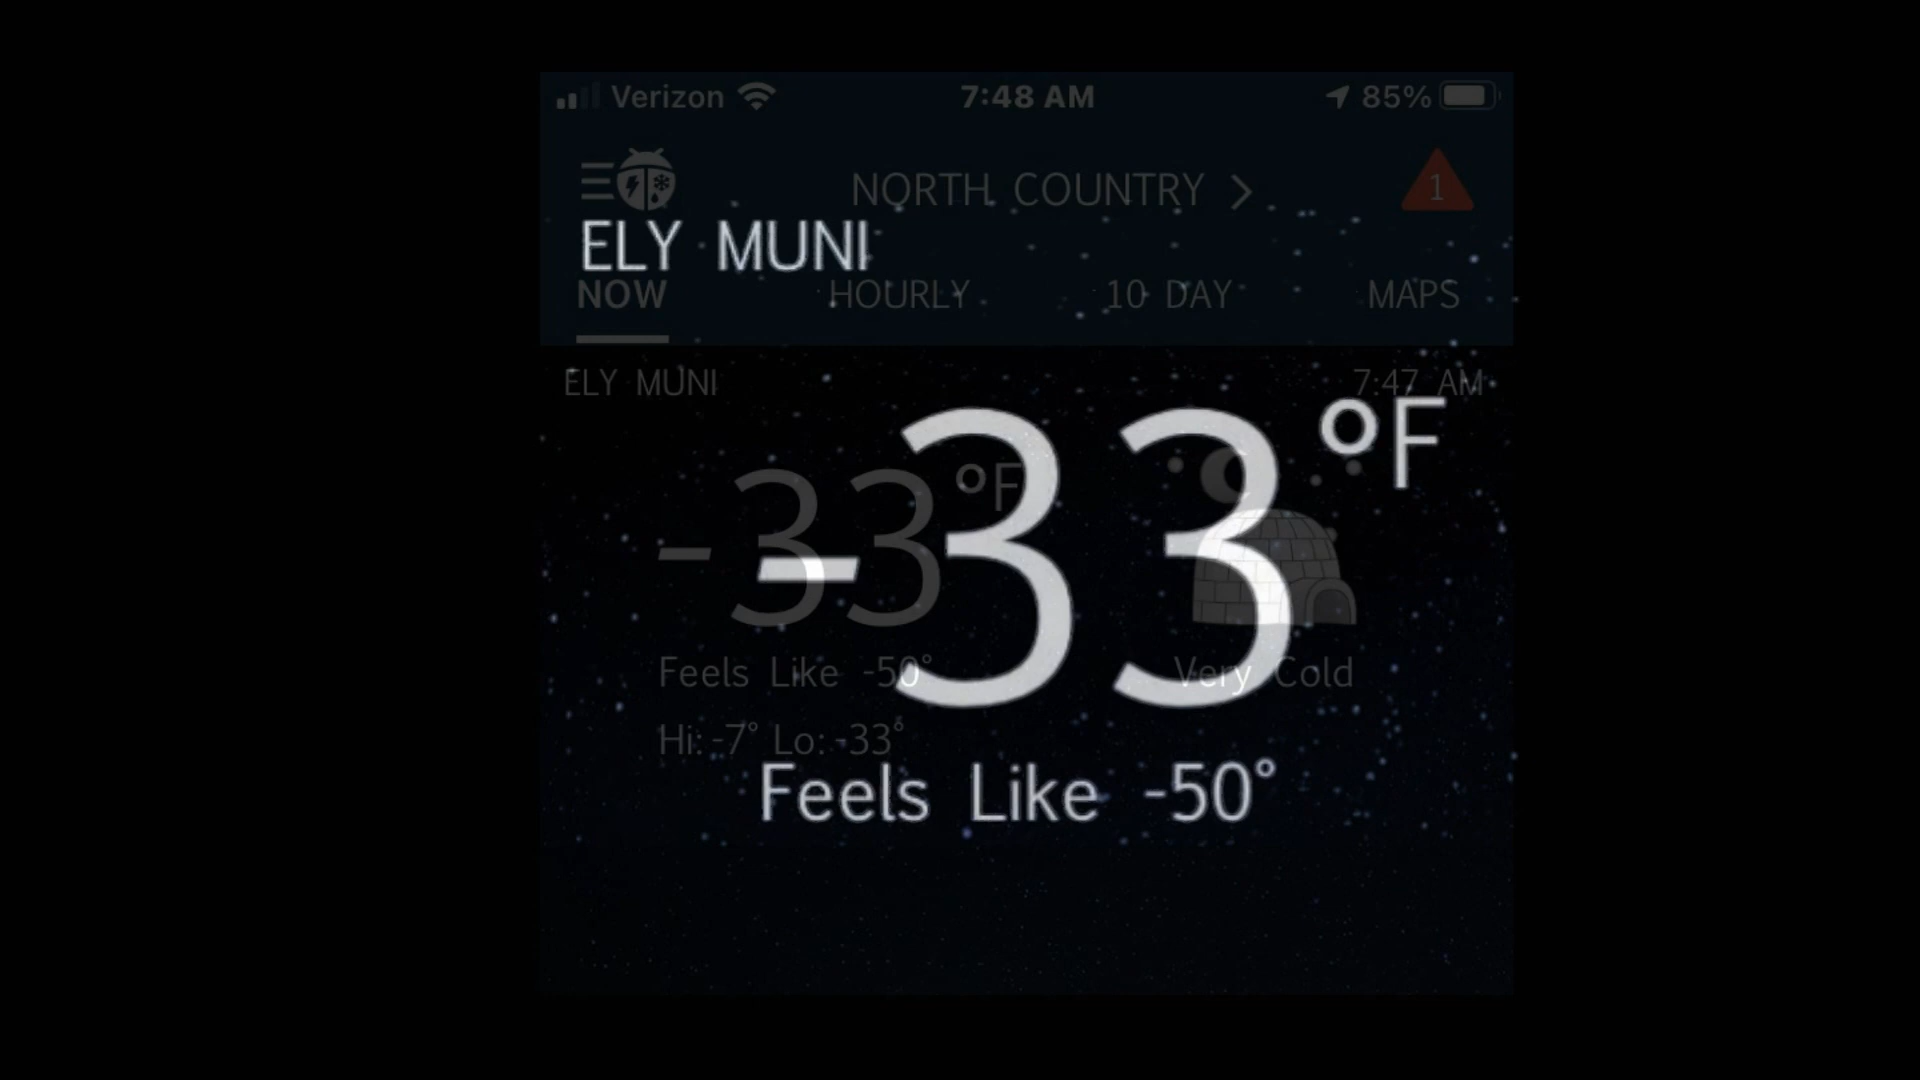 Verizon 7:48 AM 85%
NORTH COUNTRY >
1
ELY MUNI
NOW HOURLY 10 DAY MAPS
ELY MUNI 7:47 AM
-33 °F
-33 °F
Feels Like -50° Very Cold
Hi: -7° Lo: -33°
Feels Like -50°